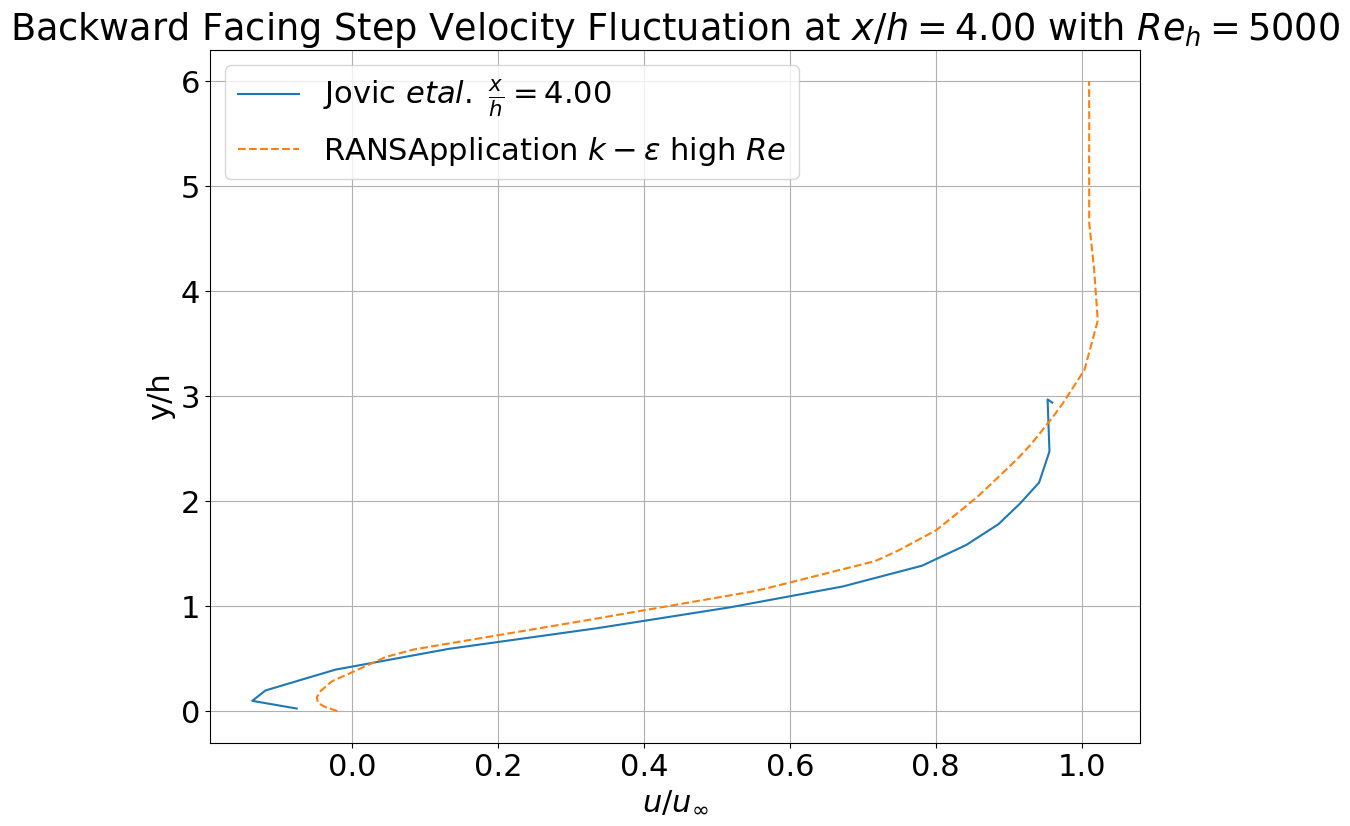 Backward Facing Step Velocity Fluctuation at x/h = 4.00 with Re_h = 5000
Jovic etal. x/h = 4.00
RANSApplication k − ε high Re
6
5
4
3
2
1
0
y/h
0.0 0.2 0.4 0.6 0.8 1.0
u/u_∞